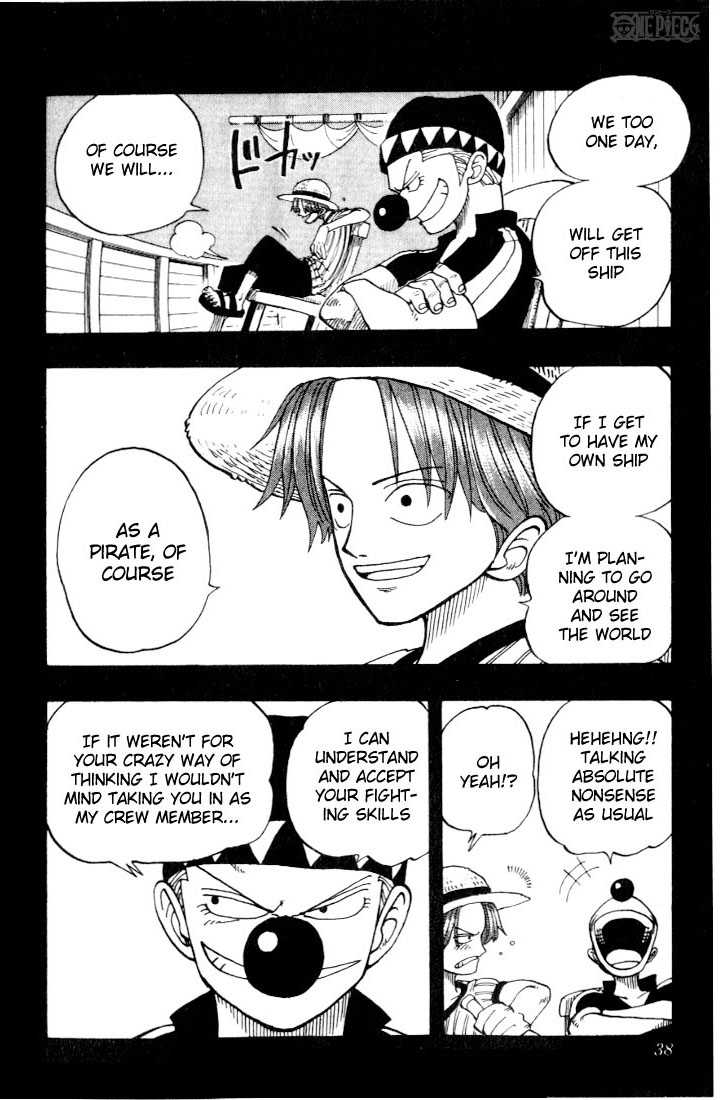 ONE PIECE
WE TOO
ONE DAY,
WILL GET
OFF THIS
SHIP
ドカッ
OF COURSE
WE WILL...
IF I GET
TO HAVE MY
OWN SHIP
I'M PLAN-
NING TO GO
AROUND
AND SEE
THE WORLD
AS A
PIRATE, OF
COURSE
HEHEHNG!!
TALKING
ABSOLUTE
NONSENSE
AS USUAL
OH
YEAH!?
I CAN
UNDERSTAND
AND ACCEPT
YOUR FIGHT-
ING SKILLS
IF IT WEREN'T FOR
YOUR CRAZY WAY OF
THINKING I WOULDN'T
MIND TAKING YOU IN AS
MY CREW MEMBER...
38